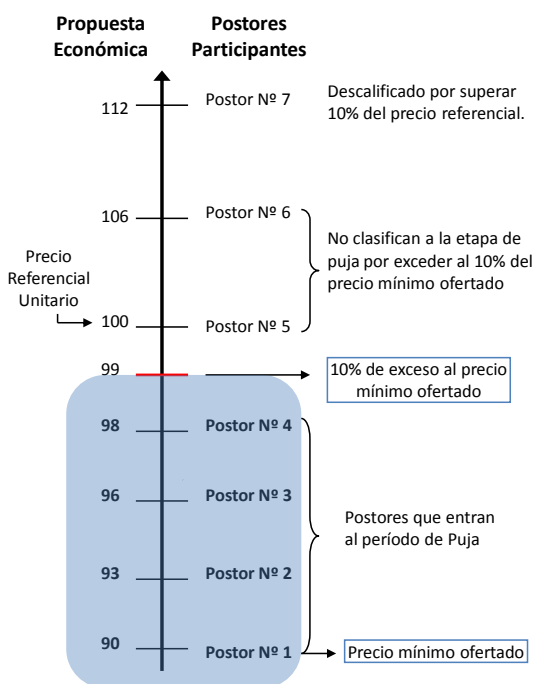 Propuesta
Económica
Postores
Participantes
112
Postor Nº 7
Descalificado por superar
10% del precio referencial.
106
Postor Nº 6
No clasifican a la etapa de
puja por exceder al 10% del
precio mínimo ofertado
Precio
Referencial
Unitario
100
Postor Nº 5
99
10% de exceso al precio
mínimo ofertado
98
Postor Nº 4
96
Postor Nº 3
Postores que entran
al período de Puja
93
Postor Nº 2
90
Postor Nº 1
Precio mínimo ofertado